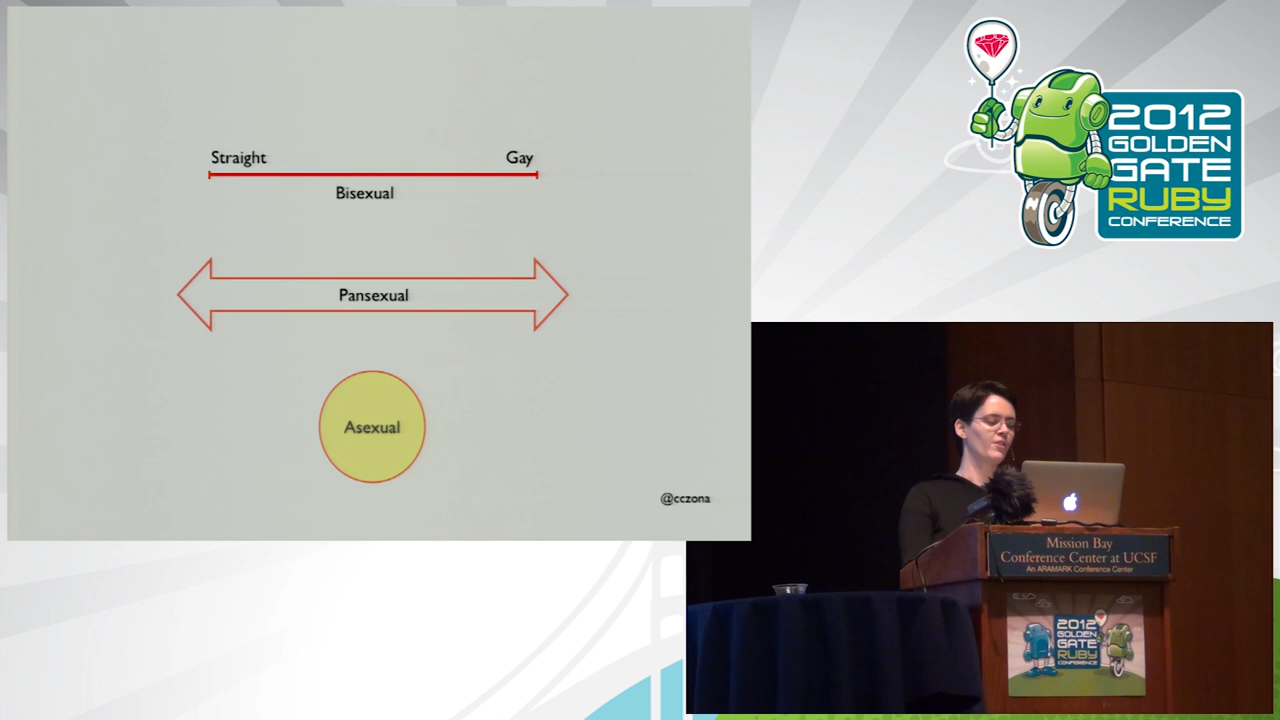 Straight
Gay
Bisexual
Pansexual
Asexual
@cczona
2012
GOLDEN
GATE
RUBY
CONFERENCE
Mission Bay
Conference Center at UCSF
An ARAMARK Conference Center
2012
GOLDEN
GATE
RUBY
CONFERENCE